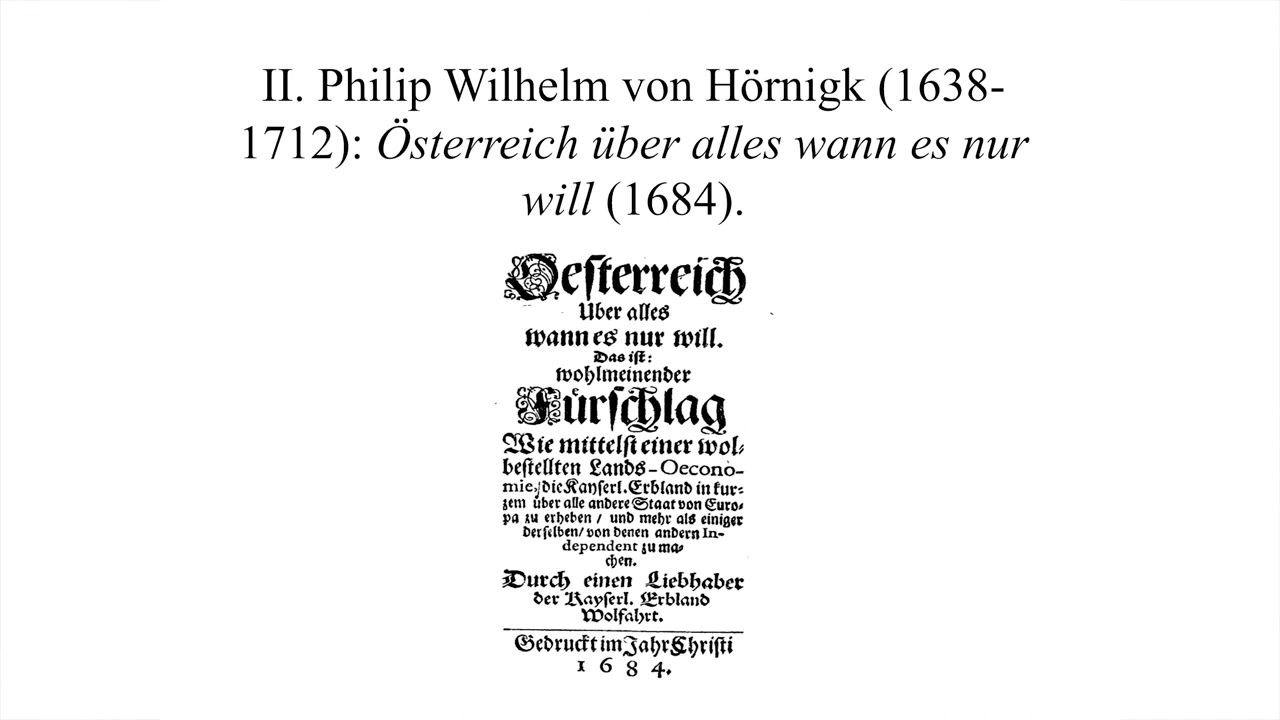 II. Philip Wilhelm von Hörnigk (1638-
1712): Österreich über alles wann es nur
will (1684).
Oesterreich
Uber alles
wann es nur will.
Das ist:
wohlmeinender
Fürschlag
Wie mittelst einer wol-
bestellten Lands-Oecono-
mie, die Kayserl. Erbland in kur-
zem über alle andere Staat von Euro-
pa zu erheben / und mehr als einiger
derselben / von denen andern In-
dependent zu ma-
chen.
Durch einen Liebhaber
der Kayserl. Erbland
Wolfahrt.
Gedruckt im Jahr Christi
1684.